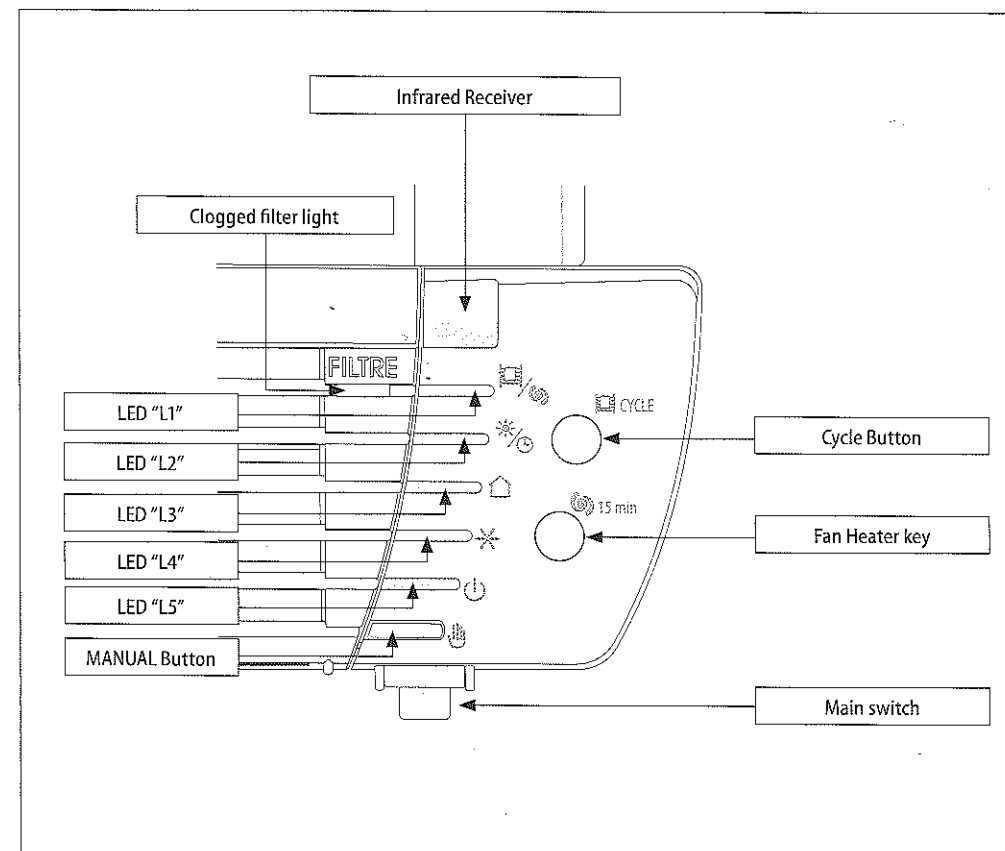 Infrared Receiver
Clogged filter light
FILTRE
LED “L1”
CYCLE
Cycle Button
LED “L2”
LED “L3”
15 min
Fan Heater key
LED “L4”
LED “L5”
MANUAL Button
Main switch